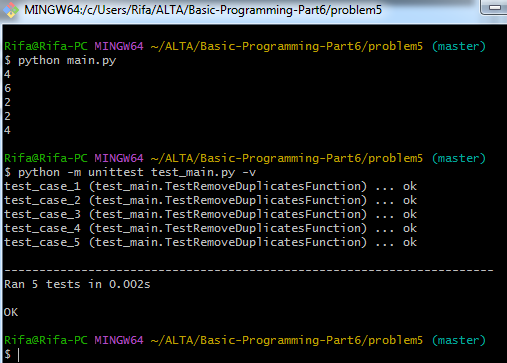 MINGW64:/c/Users/Rifa/ALTA/Basic-Programming-Part6/problem5
Rifa@Rifa-PC MINGW64 ~/ALTA/Basic-Programming-Part6/problem5 (master)
$ python main.py
4
6
2
2
4
Rifa@Rifa-PC MINGW64 ~/ALTA/Basic-Programming-Part6/problem5 (master)
$ python -m unittest test_main.py -v
test_case_1 (test_main.TestRemoveDuplicatesFunction) ... ok
test_case_2 (test_main.TestRemoveDuplicatesFunction) ... ok
test_case_3 (test_main.TestRemoveDuplicatesFunction) ... ok
test_case_4 (test_main.TestRemoveDuplicatesFunction) ... ok
test_case_5 (test_main.TestRemoveDuplicatesFunction) ... ok
----------------------------------------------------------------------
Ran 5 tests in 0.002s
OK
Rifa@Rifa-PC MINGW64 ~/ALTA/Basic-Programming-Part6/problem5 (master)
$